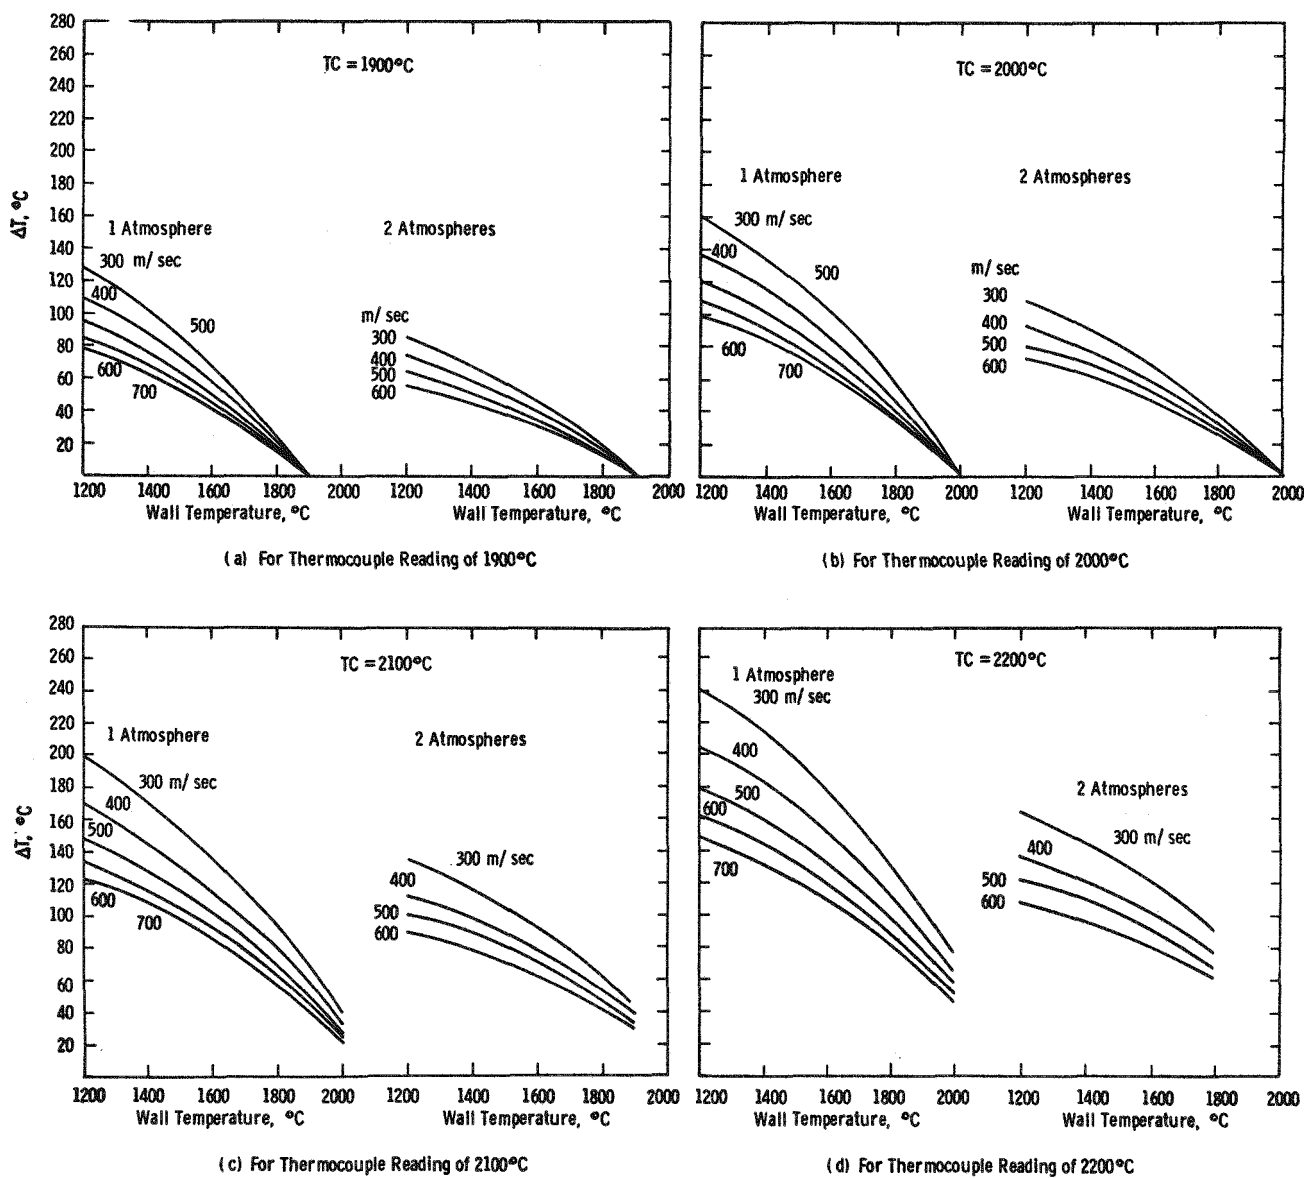 280
260
240
220
200
180
160
140
120
100
80
60
40
20
ΔT, °C
TC = 1900°C
1 Atmosphere
2 Atmospheres
300 m/ sec
400
500
600
700
m/ sec
300
400
500
600
1200 1400 1600 1800 2000 1200 1400 1600 1800 2000
Wall Temperature, °C Wall Temperature, °C
(a) For Thermocouple Reading of 1900°C
TC = 2000°C
1 Atmosphere
2 Atmospheres
300 m/ sec
400
500
600
700
m/ sec
300
400
500
600
1200 1400 1600 1800 2000 1200 1400 1600 1800 2000
Wall Temperature, °C Wall Temperature, °C
(b) For Thermocouple Reading of 2000°C
280
260
240
220
200
180
160
140
120
100
80
60
40
20
ΔT, °C
TC = 2100°C
1 Atmosphere
2 Atmospheres
300 m/ sec
400
500
600
700
300 m/ sec
400
500
600
1200 1400 1600 1800 2000 1200 1400 1600 1800 2000
Wall Temperature, °C Wall Temperature, °C
(c) For Thermocouple Reading of 2100°C
TC = 2200°C
1 Atmosphere
300 m/ sec
400
500
600
700
2 Atmospheres
300 m/ sec
400
500
600
1200 1400 1600 1800 2000 1200 1400 1600 1800 2000
Wall Temperature, °C Wall Temperature, °C
(d) For Thermocouple Reading of 2200°C